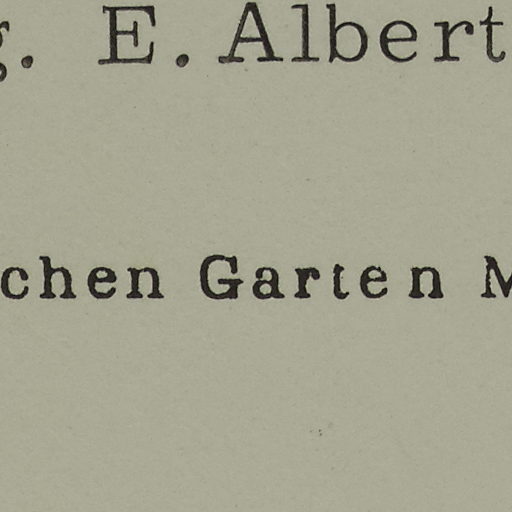 g. E. Albert
chen Garten M